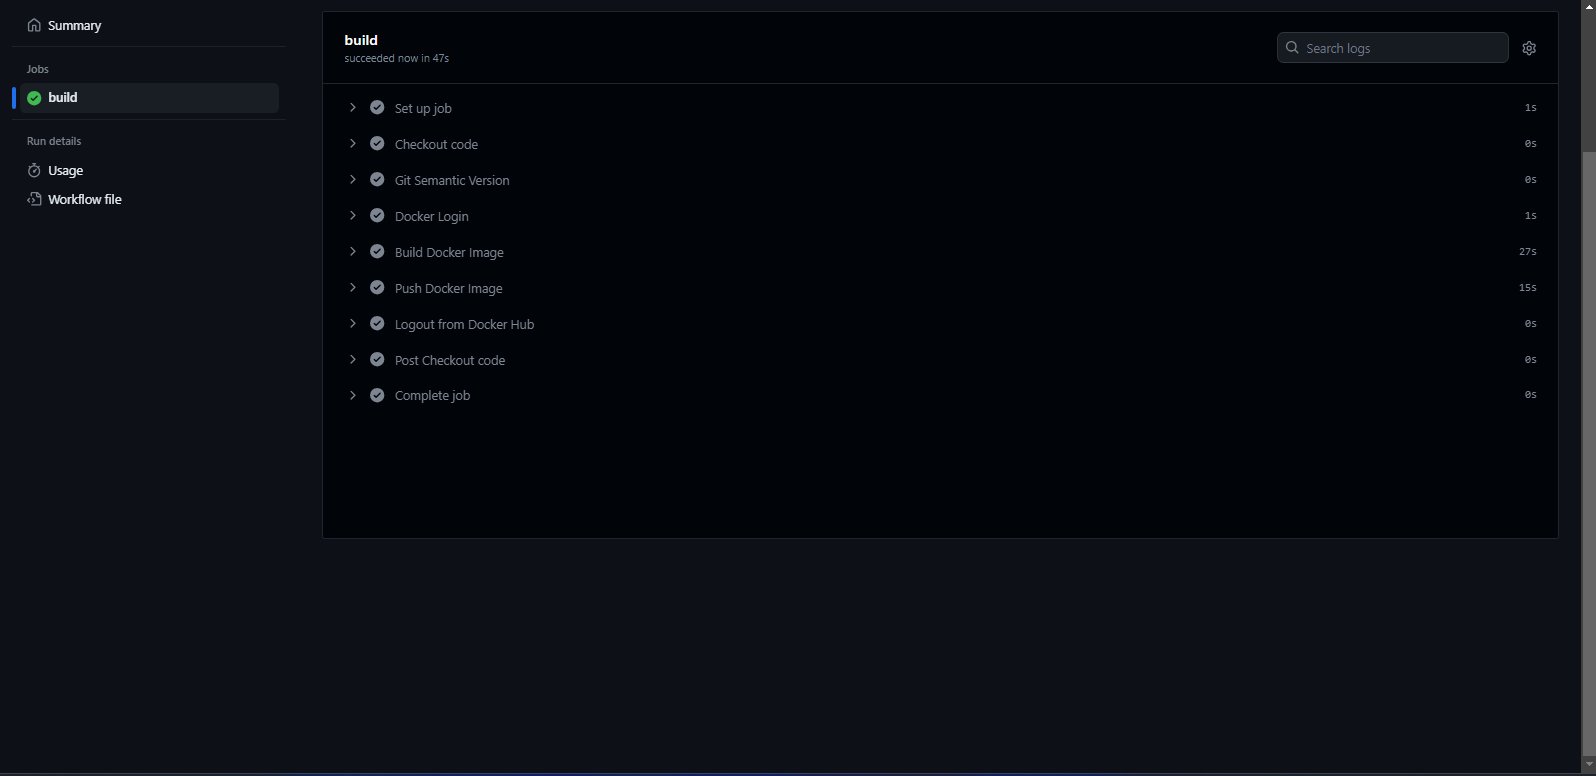 Summary
Jobs
build
Run details
Usage
Workflow file
build
succeeded now in 47s
Search logs
Set up job 1s
Checkout code 0s
Git Semantic Version 0s
Docker Login 1s
Build Docker Image 27s
Push Docker Image 15s
Logout from Docker Hub 0s
Post Checkout code 0s
Complete job 0s